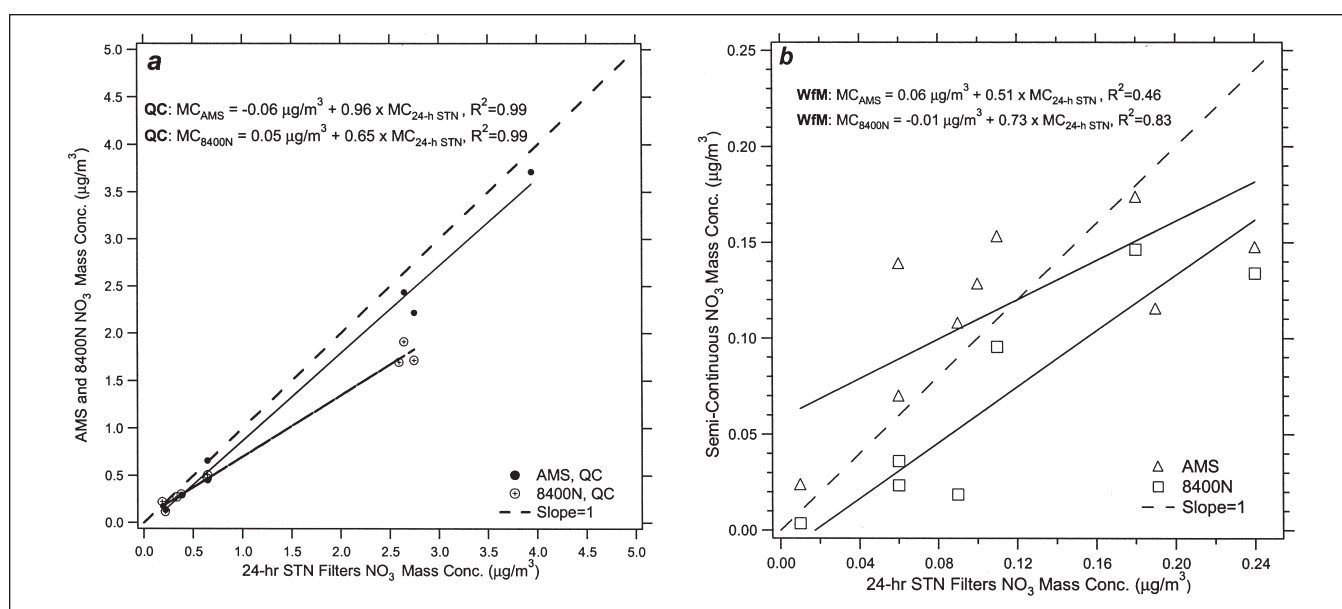 a
QC: MC_AMS = -0.06 µg/m³ + 0.96 x MC_24-h STN , R²=0.99
QC: MC_8400N = 0.05 µg/m³ + 0.65 x MC_24-h STN, R²=0.99
AMS and 8400N NO₃ Mass Conc. (µg/m³)
5.0
4.5
4.0
3.5
3.0
2.5
2.0
1.5
1.0
0.5
0.0
AMS, QC
8400N, QC
Slope=1
0.0 0.5 1.0 1.5 2.0 2.5 3.0 3.5 4.0 4.5 5.0
24-hr STN Filters NO₃ Mass Conc. (µg/m³)
b
WfM: MC_AMS = 0.06 µg/m³ + 0.51 x MC_24-h STN, R²=0.46
WfM: MC_8400N = -0.01 µg/m³ + 0.73 x MC_24-h STN, R²=0.83
Semi-Continuous NO₃ Mass Conc. (µg/m³)
0.25
0.20
0.15
0.10
0.05
0.00
AMS
8400N
Slope=1
0.00 0.04 0.08 0.12 0.16 0.20 0.24
24-hr STN Filters NO₃ Mass Conc. (µg/m³)